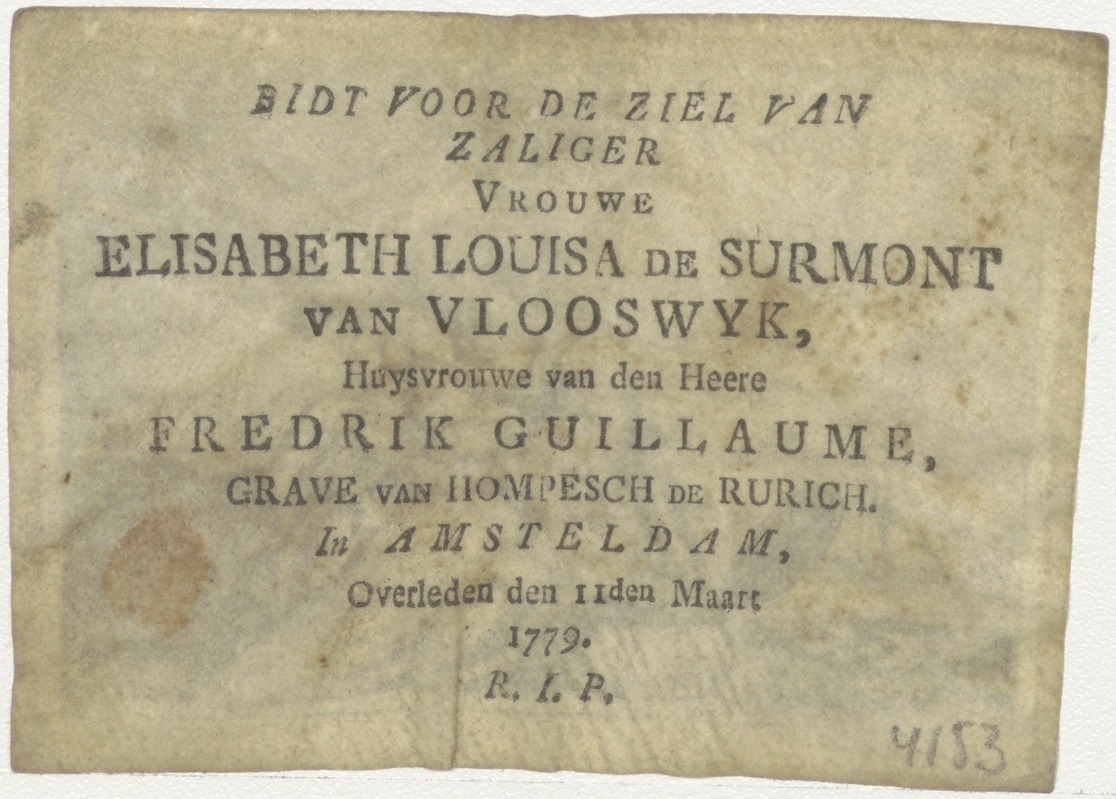 BIDT VOOR DE ZIEL VAN
ZALIGER
VROUWE
ELISABETH LOUISA DE SURMONT
VAN VLOOSWYK,
Huysvrouwe van den Heere
FREDRIK GUILLAUME,
GRAVE VAN HOMPESCH DE RURICH.
In AMSTELDAM,
Overleden den 11den Maart
1779.
R. I. P.
4153